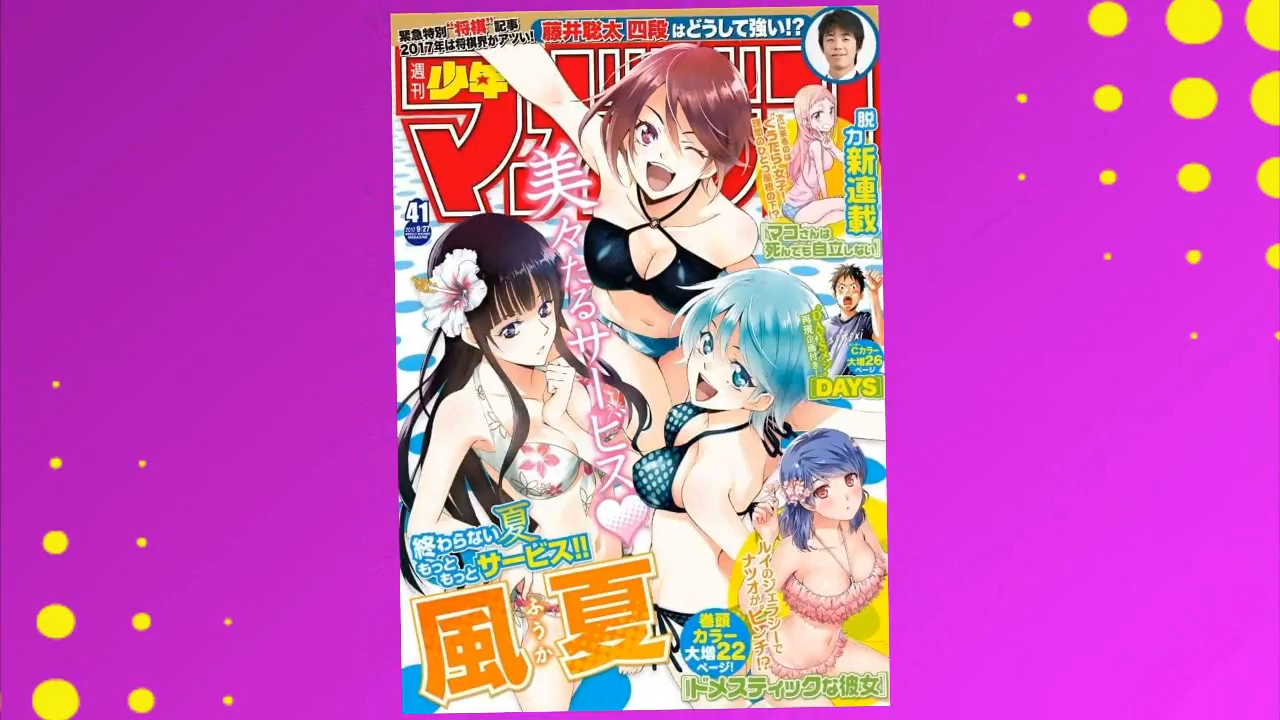 緊急特別"将棋"記事
2017年は将棋界がアツい!
藤井聡太 四段はどうして強い!?
週刊
少年
マガジン
41
2017 9/27
美々たるサービス
脱力新連載
『マコさんは
死んでも自立しない』
Cカラー
大増26
ページ
『DAYS』
終わらない夏
もっと
もっと
サービス!!
風夏
ふうか
ルイのジェラシーで
ナツオがピンチ!?
巻頭
カラー
大増22
ページ!
『ドメスティックな彼女』